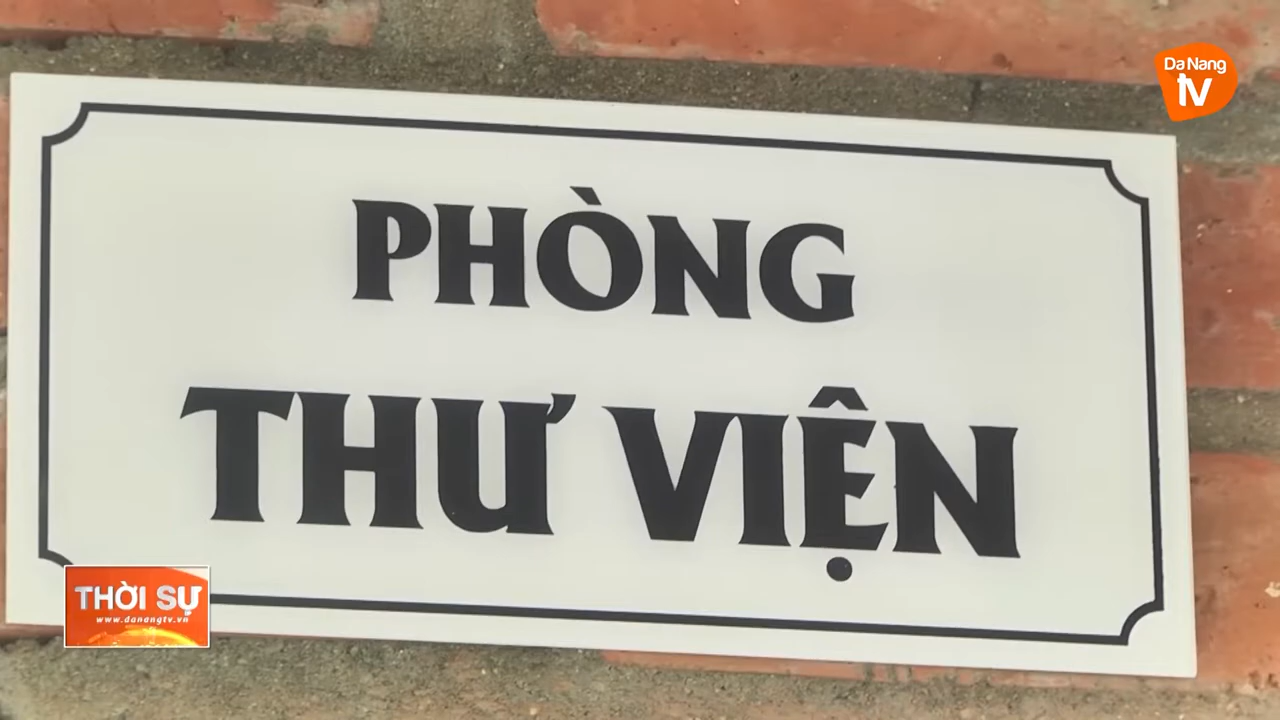 Da Nang
tv
PHÒNG
THƯ VIỆN
THỜI SỰ
www.danangtv.vn